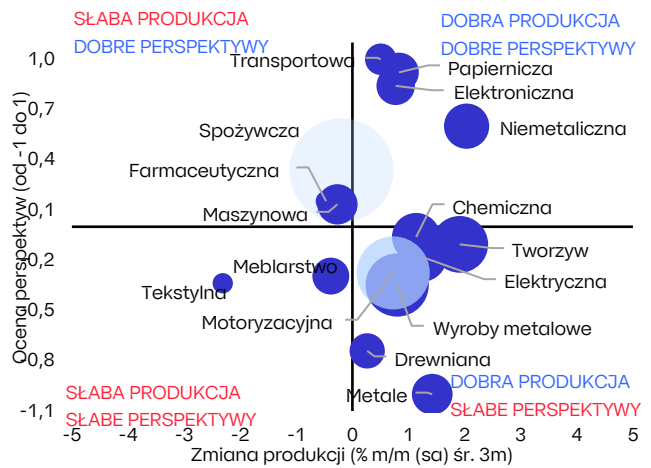 SŁABA PRODUKCJA
DOBRE PERSPEKTYWY
DOBRA PRODUKCJA
DOBRE PERSPEKTYWY
Transportowa
Papiernicza
Elektroniczna
Spożywcza
Niemetaliczna
Farmaceutyczna
Maszynowa
Chemiczna
Tworzyw
Meblarstwo
Elektryczna
Tekstylna
Motoryzacyjna
Wyroby metalowe
Drewniana
Metale
SŁABA PRODUKCJA
SŁABE PERSPEKTYWY
DOBRA PRODUKCJA
SŁABE PERSPEKTYWY
Ocena perspektyw (od -1 do 1)
1,0
0,7
0,4
0,1
-0,2
-0,5
-0,8
-1,1
-5 -4 -3 -2 -1 0 1 2 3 4 5
Zmiana produkcji (% m/m (sa) śr. 3m)